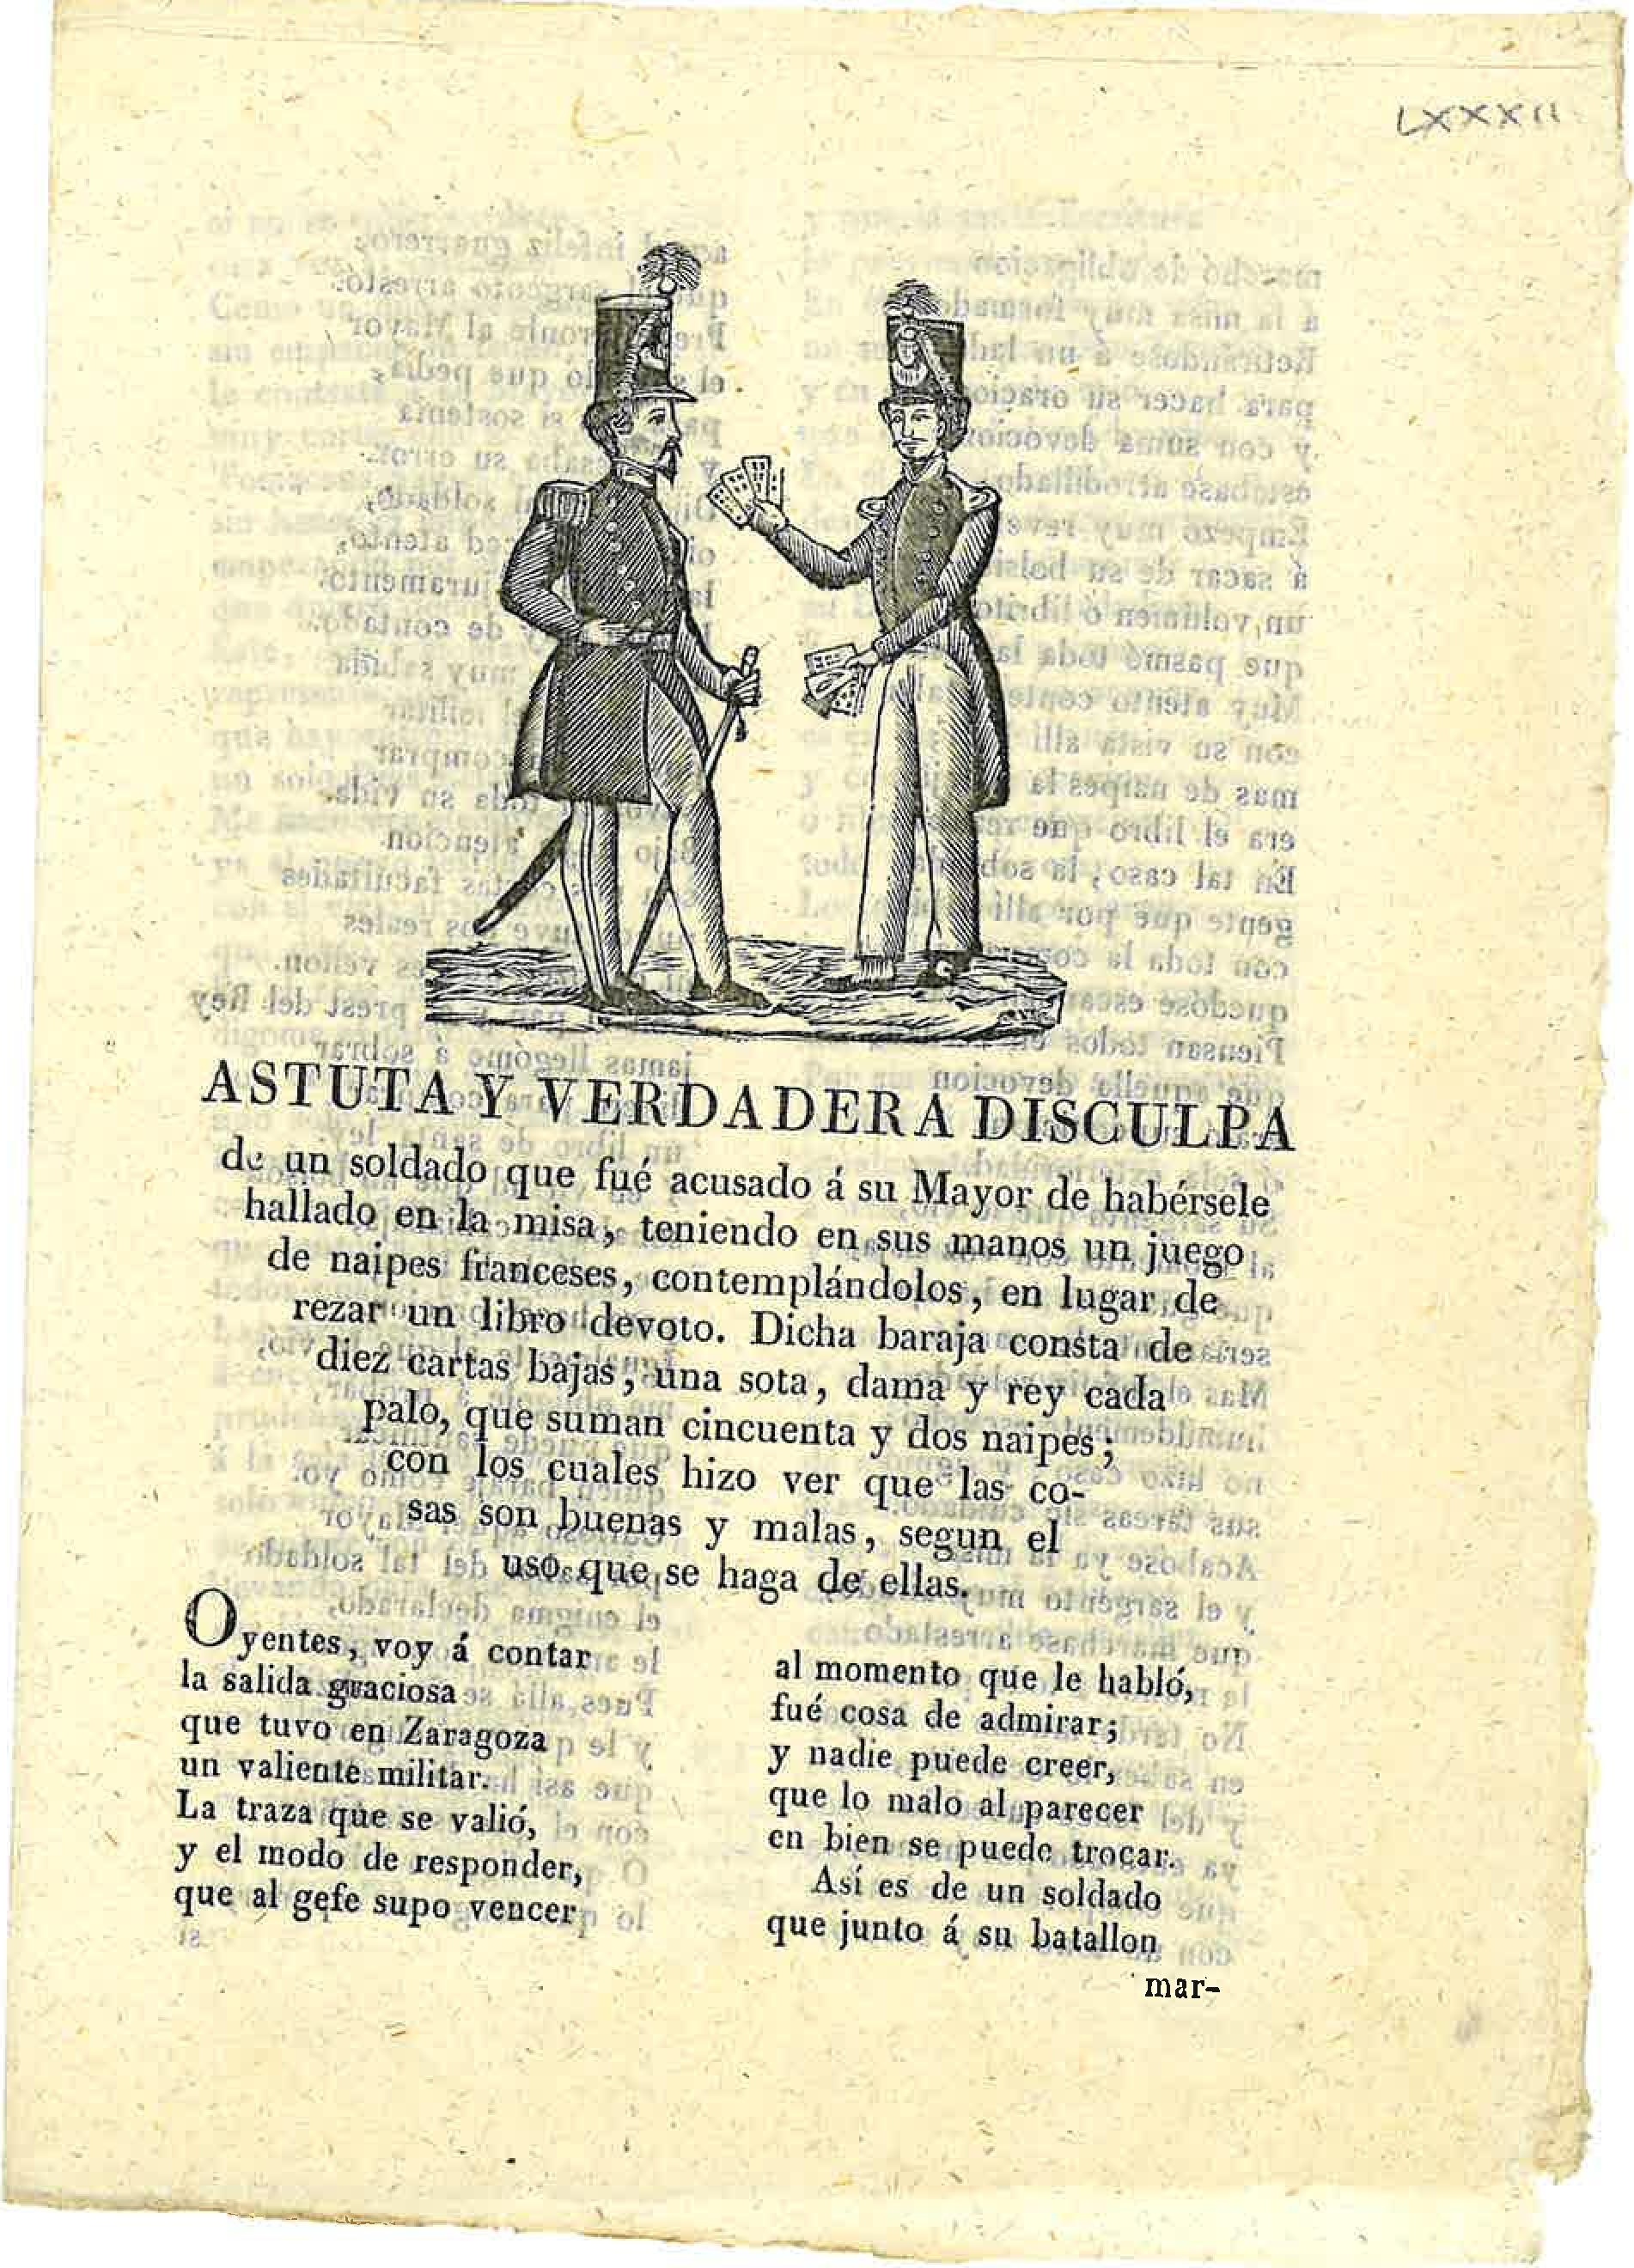 LXXXII
ASTUTA Y VERDADERA DISCULPA
de un soldado que fué acusado á su Mayor de habérsele
hallado en la misa, teniendo en sus manos un juego
de naipes franceses, contemplándolos, en lugar de
rezar un libro devoto. Dicha baraja consta de
diez cartas bajas, una sota, dama y rey cada
palo, que suman cincuenta y dos naipes;
con los cuales hizo ver que las co-
sas son buenas y malas, segun el
uso que se haga de ellas.
Oyentes, voy á contar
la salida graciosa
que tuvo en Zaragoza
un valiente militar.
La traza que se valió,
y el modo de responder,
que al gefe supo vencer
al momento que le habló,
fué cosa de admirar;
y nadie puede creer,
que lo malo al parecer
en bien se puede trocar.
Así es de un soldado
que junto á su batallon
mar-